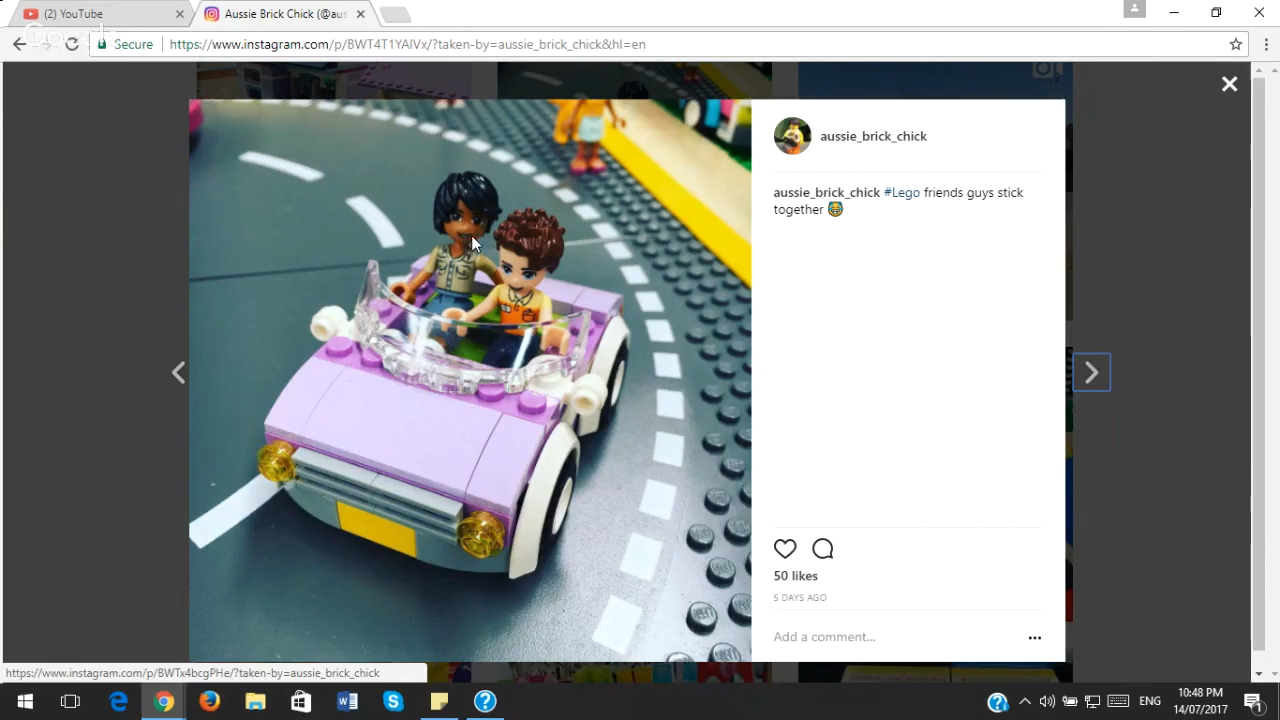 (2) YouTube
Aussie Brick Chick (@aus
Secure
https://www.instagram.com/p/BWT4T1YAIVx/?taken-by=aussie_brick_chick&hl=en
aussie_brick_chick
aussie_brick_chick #Lego friends guys stick
together
50 likes
5 DAYS AGO
Add a comment...
https://www.instagram.com/p/BWTx4bcgPHe/?taken-by=aussie_brick_chick
ENG
10:48 PM
14/07/2017
1